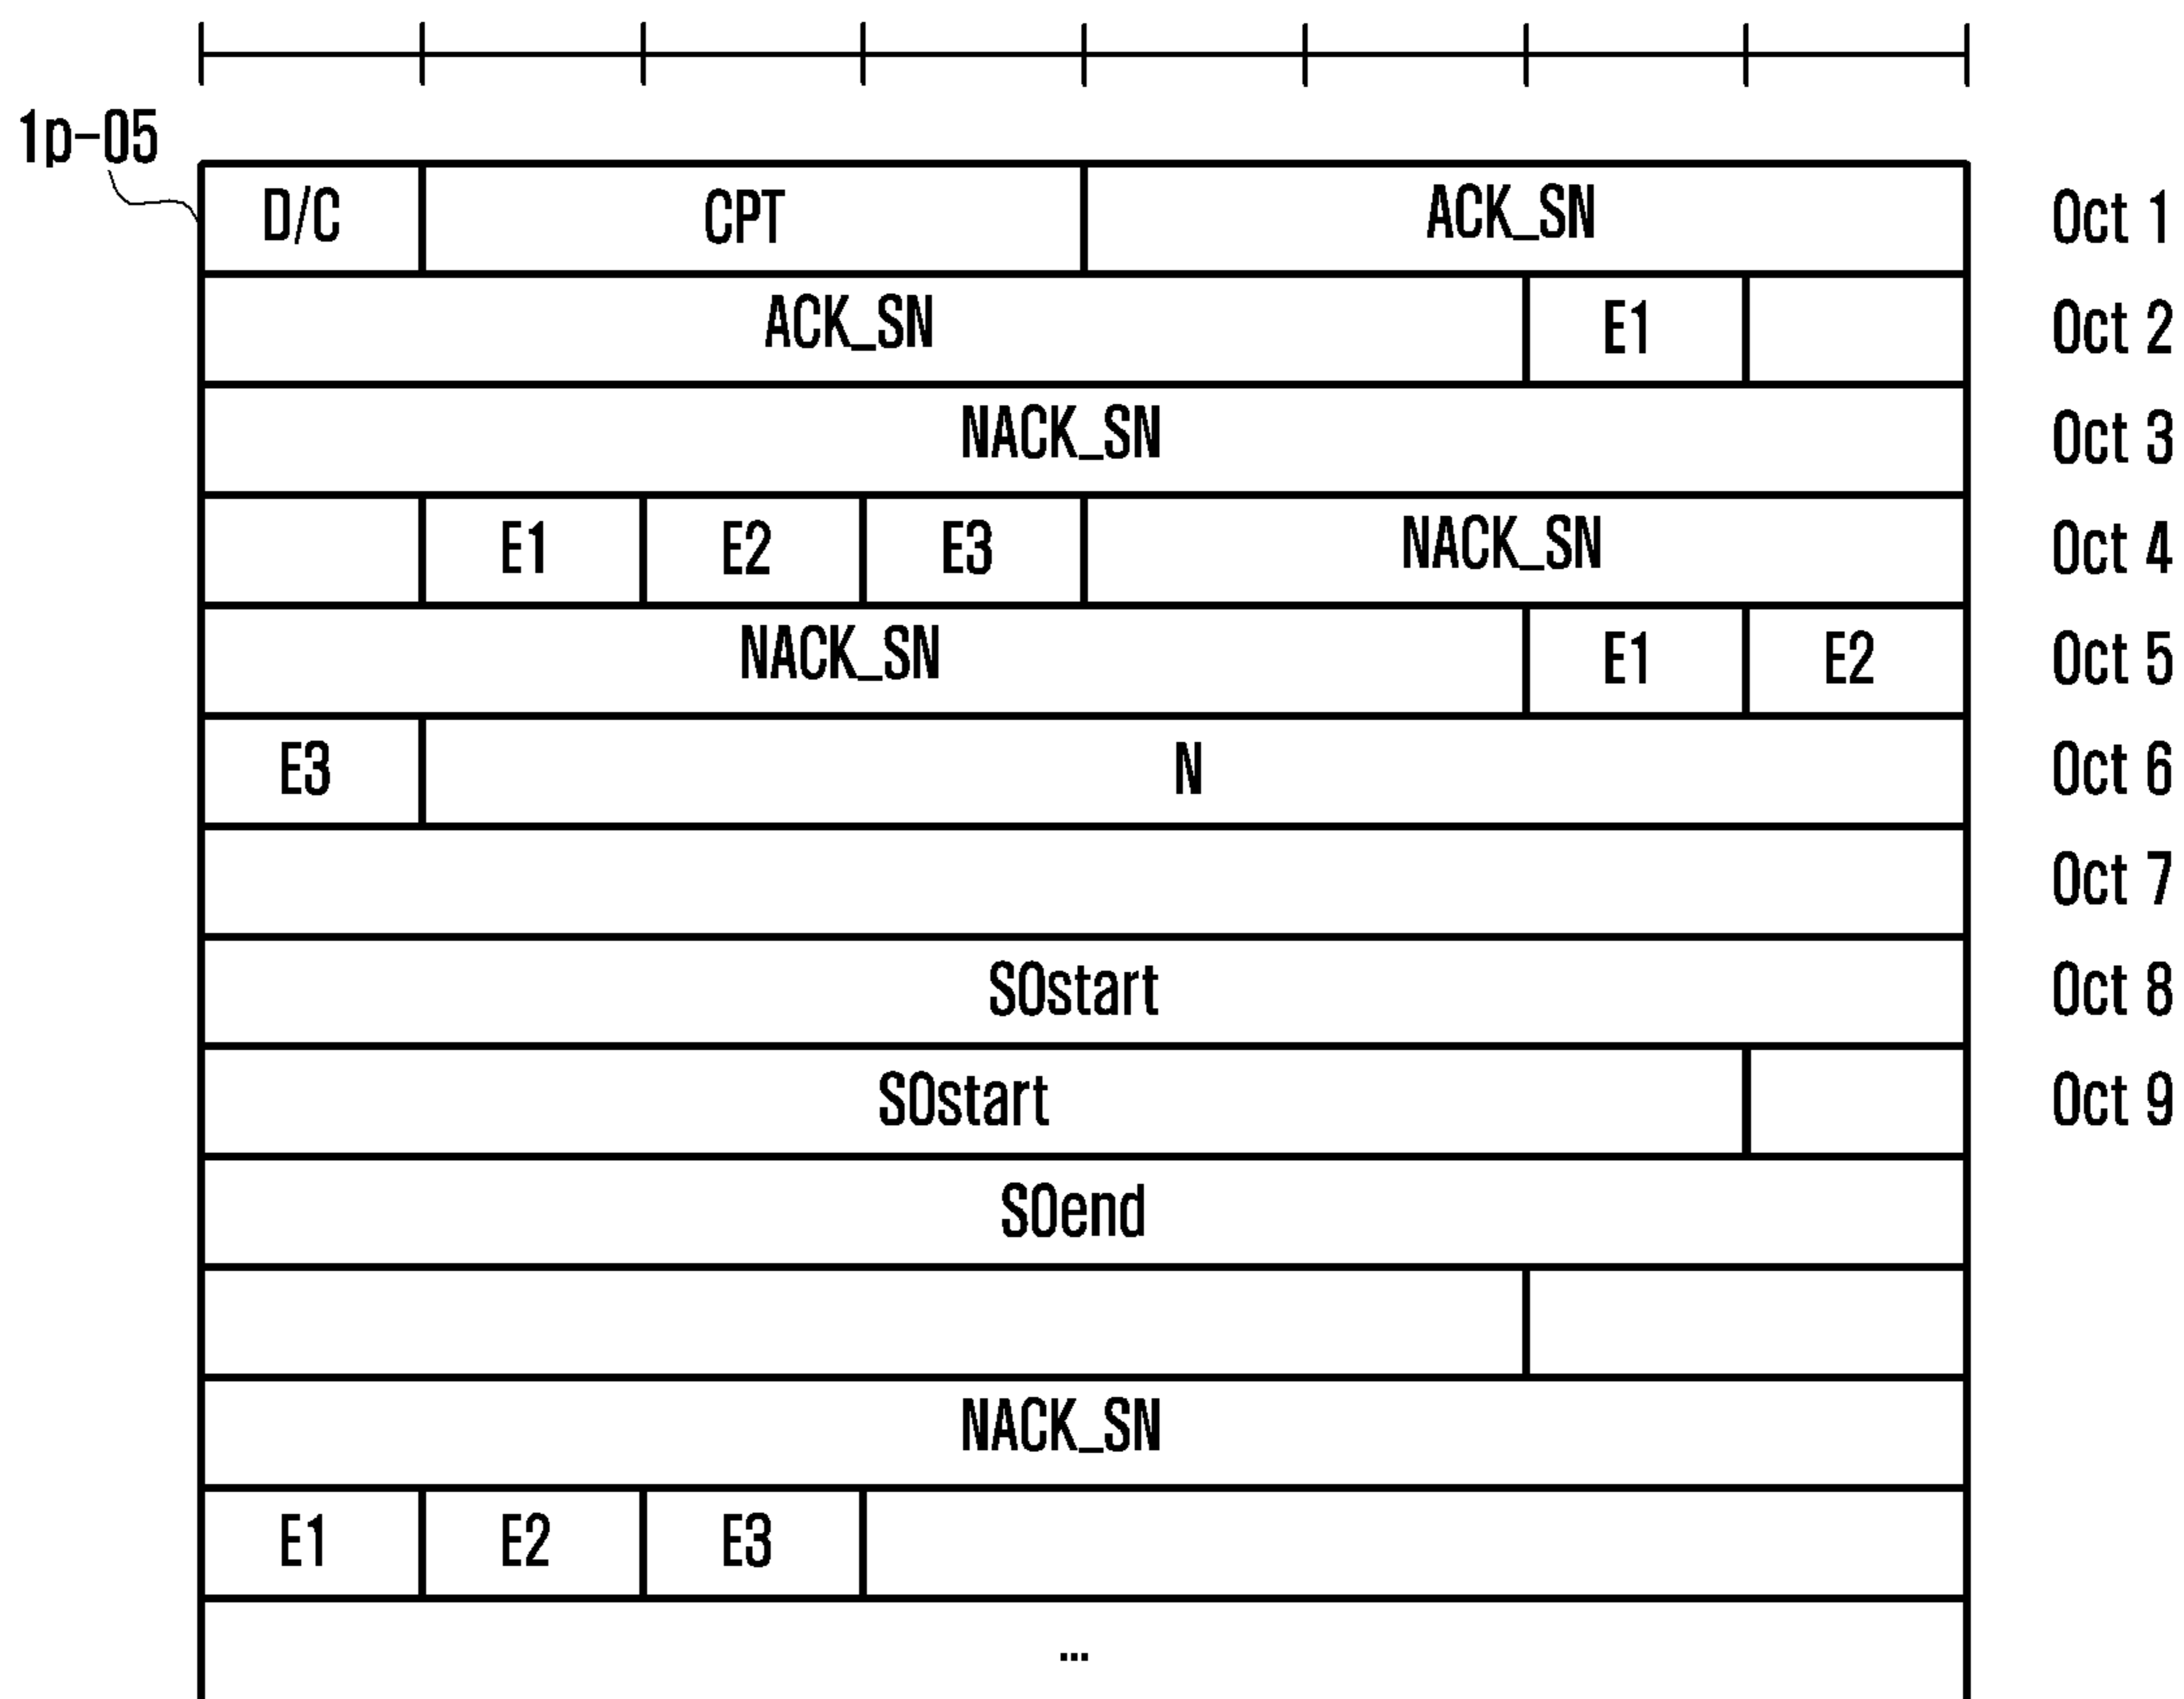 1p-05
D/C CPT ACK_SN Oct 1
ACK_SN E1 Oct 2
NACK_SN Oct 3
E1 E2 E3 NACK_SN Oct 4
NACK_SN E1 E2 Oct 5
E3 N Oct 6
Oct 7
SOstart Oct 8
SOstart Oct 9
SOend
NACK_SN
E1 E2 E3
...